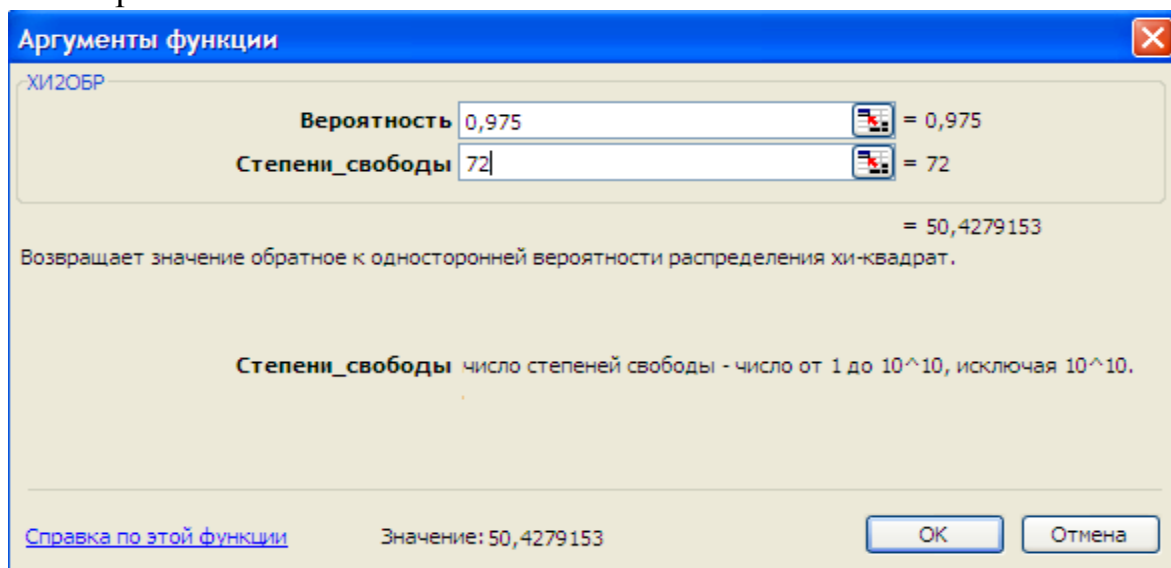 Аргументы функции
ХИ2ОБР
Вероятность 0,975 = 0,975
Степени_свободы 72 = 72
= 50,4279153
Возвращает значение обратное к односторонней вероятности распределения хи-квадрат.
Степени_свободы число степеней свободы - число от 1 до 10^10, исключая 10^10.
Справка по этой функции Значение: 50,4279153 ОК Отмена